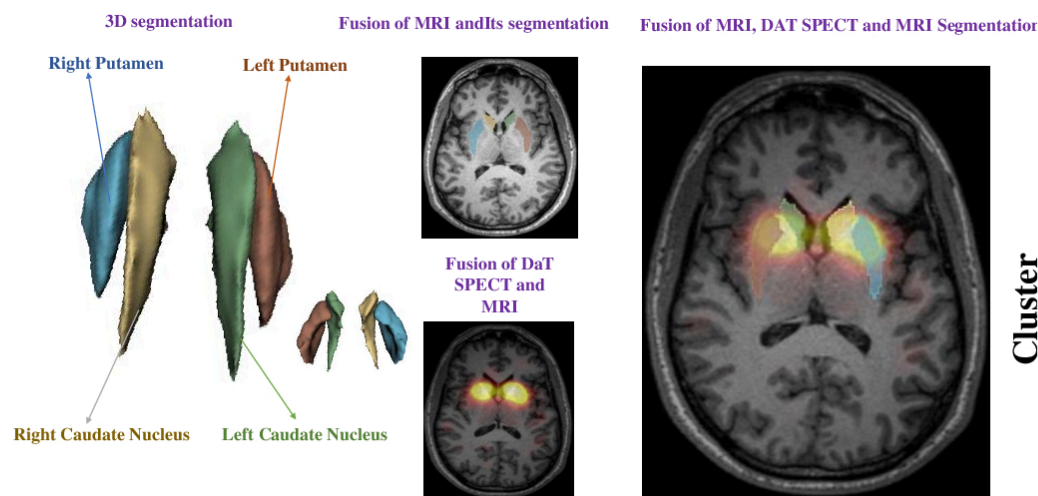 3D segmentation
Right Putamen
Left Putamen
Right Caudate Nucleus
Left Caudate Nucleus
Fusion of MRI andIts segmentation
Fusion of DaT
SPECT and
MRI
Fusion of MRI, DAT SPECT and MRI Segmentation
Cluster